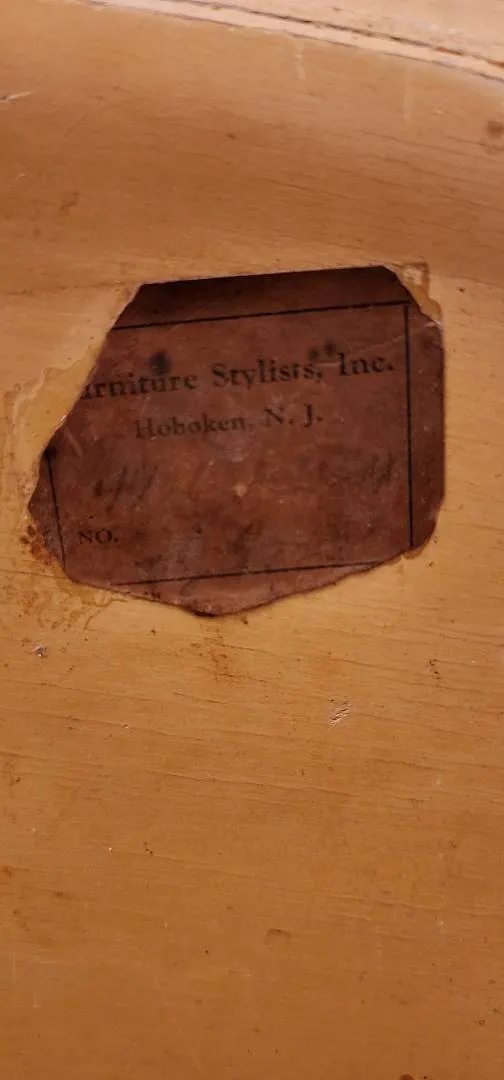 urniture Stylists, Inc.
Hoboken, N. J.
NO.